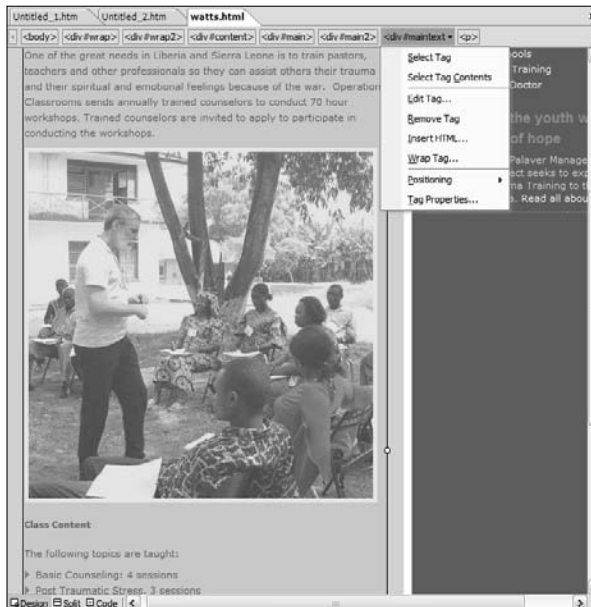 Untitled_1.htm Untitled_2.htm watts.html
<body> <div#wrap> <div#wrap2> <div#content> <div#main> <div#main2> <div#maintext> <p>
One of the great needs in Liberia and Sierra Leone is to train pastors,
teachers and other professionals so they can assist others their trauma
and their spiritual and emotional feelings because of the war. Operation
Classrooms sends annually trained counselors to conduct 70 hour
workshops. Trained counselors are invited to apply to participate in
conducting the workshops.
Select Tag
Select Tag Contents
Edit Tag...
Remove Tag
Insert HTML...
Wrap Tag...
Positioning
Tag Properties...
ools
Training
Doctor
the youth w
of hope
Palaver Manage
ect seeks to exp
ma Training to t
a. Read all abou
Class Content
The following topics are taught:
Basic Counseling: 4 sessions
Post Traumatic Stress. 3 sessions
Design Split Code